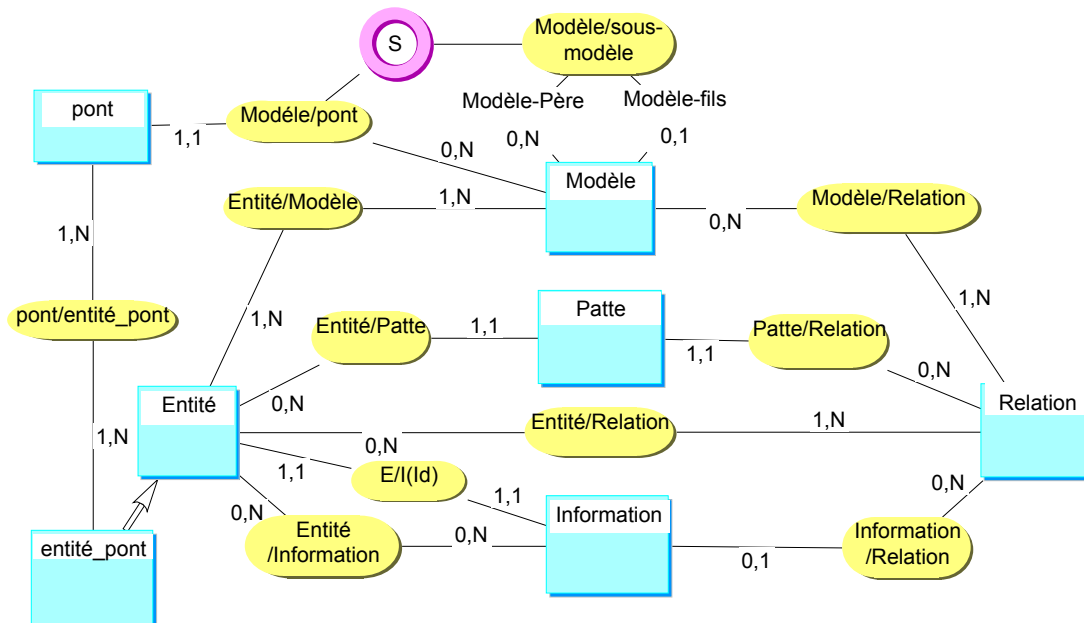 S
Modèle/sous-
modèle
Modèle-Père
Modèle-fils
pont
1,1
Modéle/pont
0,N
0,N
0,1
Modèle
Entité/Modèle
1,N
0,N
Modèle/Relation
1,N
pont/entité_pont
1,N
Entité/Patte
1,1
Patte
1,1
Patte/Relation
1,N
0,N
0,N
Entité
Relation
1,N
0,N
Entité/Relation
1,N
1,1
E/I(Id)
1,1
0,N
Entité
/Information
0,N
Information
0,1
Information
/Relation
0,N
entité_pont